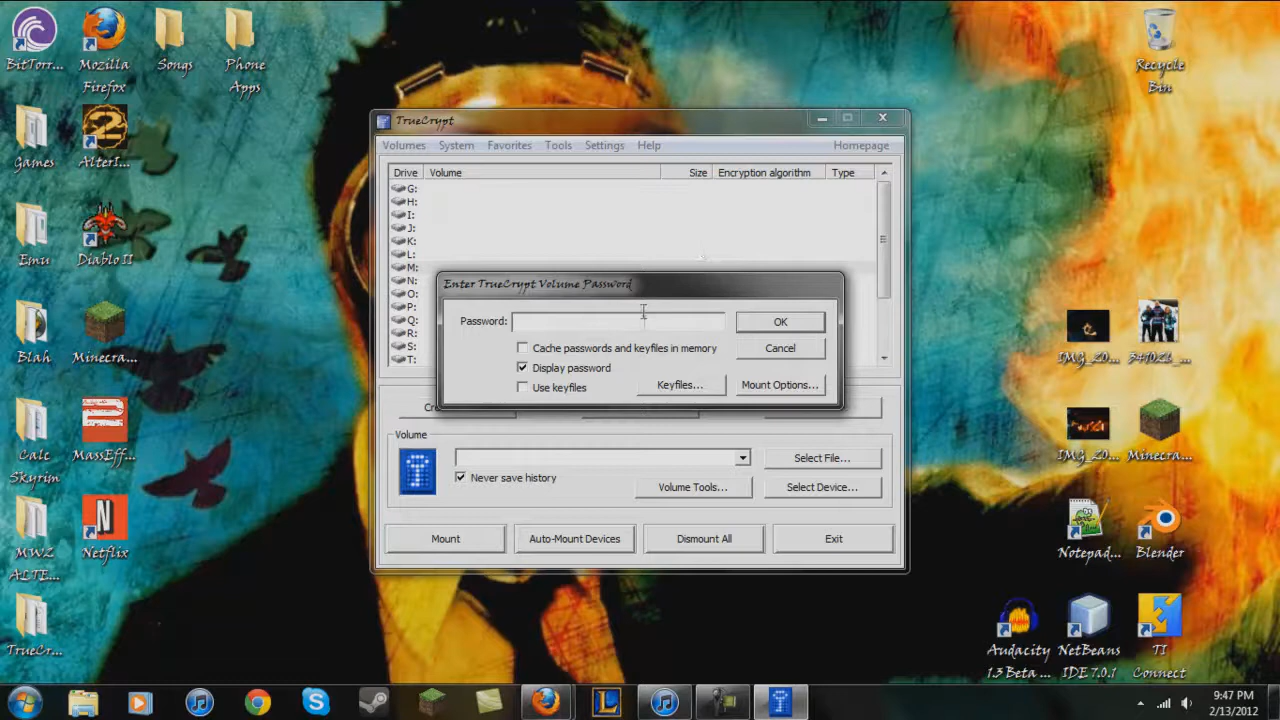 BitTorr...
Mozilla
Firefox
Songs
Phone
Apps
Recycle
Bin
Games
AlterI...
Emu
Diablo II
Blah
Minecra...
Calc
Skyrim
MassEff...
MW2
ALTE...
Netflix
TrueCr...
TrueCrypt
Volumes System Favorites Tools Settings Help Homepage
Drive Volume Size Encryption algorithm Type
G:
H:
I:
J:
K:
L:
M:
N:
O:
P:
Q:
R:
S:
T:
Enter TrueCrypt Volume Password
Password:
OK
Cache passwords and keyfiles in memory
Cancel
Display password
Use keyfiles
Keyfiles...
Mount Options...
Cre
Volume
Select File...
Never save history
Volume Tools...
Select Device...
Mount
Auto-Mount Devices
Dismount All
Exit
IMG_20...
341026_...
IMG_20...
Minecra...
Notepad...
Blender
Audacity
1.3 Beta ...
NetBeans
IDE 7.0.1
TI
Connect
9:47 PM
2/13/2012